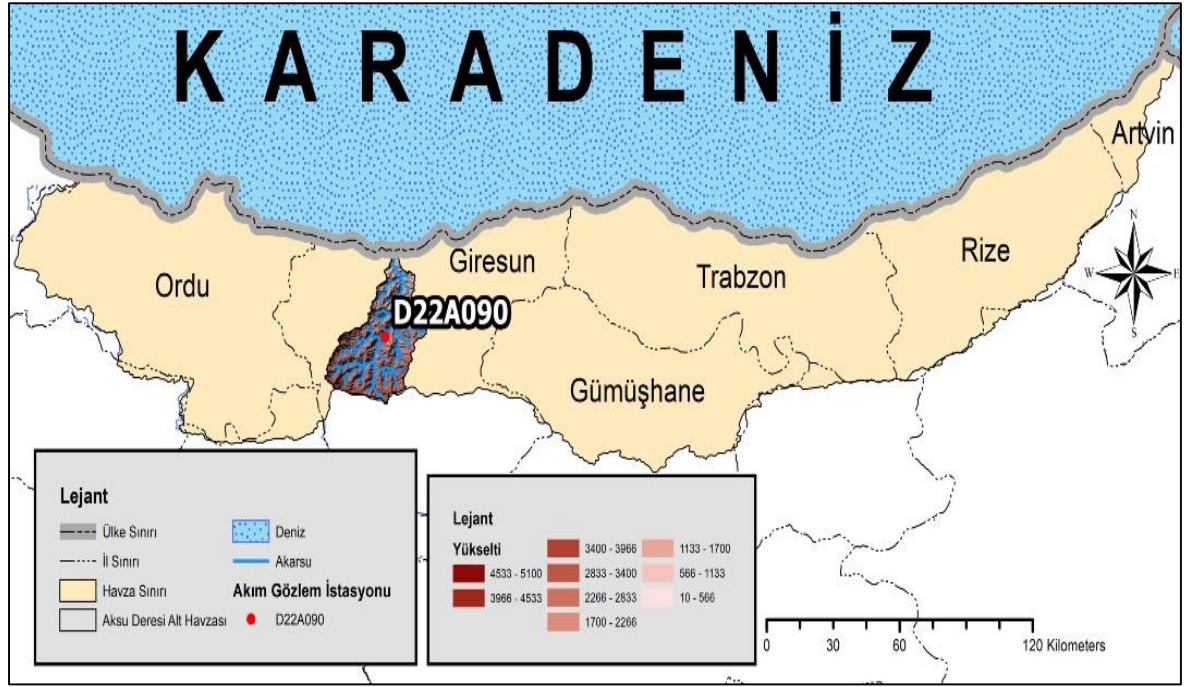 KARADENİZ
Artvin
Rize
Giresun
Trabzon
Ordu
D22A090
Gümüşhane
N
W
E
S
Lejant
Ülke Sınırı
İl Sınırı
Havza Sınırı
Aksu Deresi Alt Havzası
Deniz
Akarsu
Akım Gözlem İstasyonu
D22A090
Lejant
Yükselti
4533 - 5100
3966 - 4533
3400 - 3966
2833 - 3400
2266 - 2833
1700 - 2266
1133 - 1700
566 - 1133
10 - 566
0 30 60 120 Kilometers